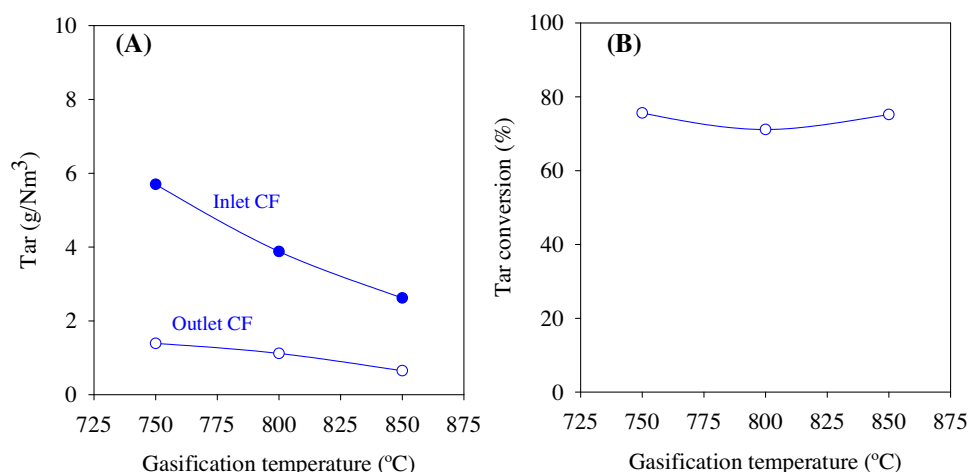 (A)
10
8
6
4
2
0
Tar (g/Nm³)
Inlet CF
Outlet CF
725 750 775 800 825 850 875
Gasification temperature (ºC)
(B)
100
80
60
40
20
0
Tar conversion (%)
725 750 775 800 825 850 875
Gasification temperature (ºC)